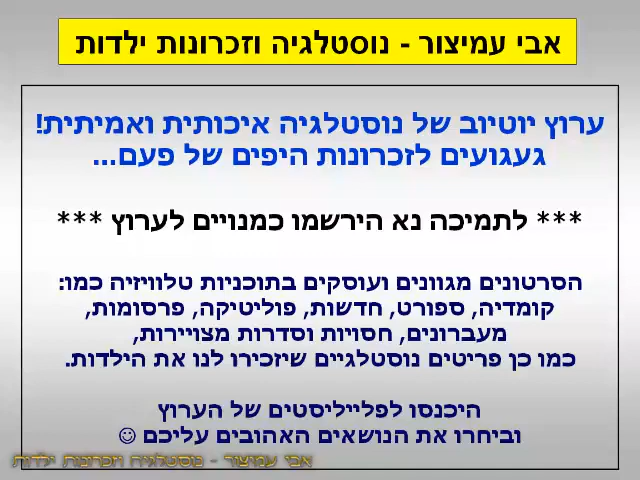 אבי עמיצור - נוסטלגיה וזכרונות ילדות
ערוץ יוטיוב של נוסטלגיה איכותית ואמיתית!
געגועים לזכרונות היפים של פעם...
*** לתמיכה נא הירשמו כמנויים לערוץ ***
הסרטונים מגוונים ועוסקים בתוכניות טלוויזיה כמו:
קומדיה, ספורט, חדשות, פוליטיקה, פרסומות,
מעברונים, חסויות וסדרות מצויירות,
כמו כן פריטים נוסטלגיים שיזכירו לנו את הילדות.
היכנסו לפלייליסטים של הערוץ
וביחרו את הנושאים האהובים עליכם ☺
אבי עמיצור - נוסטלגיה וזכרונות ילדות